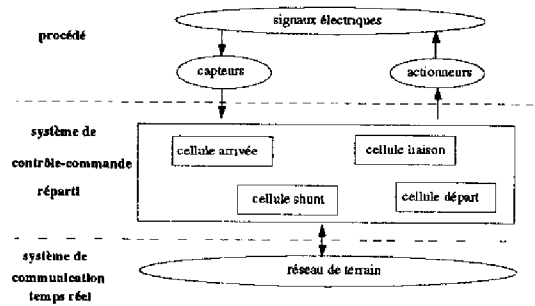 signaux électriques
procédé
capteurs
actionneurs
système de
contrôle-commande
réparti
cellule arrivée
cellule liaison
cellule shunt
cellule départ
système de
communication
temps réel
réseau de terrain